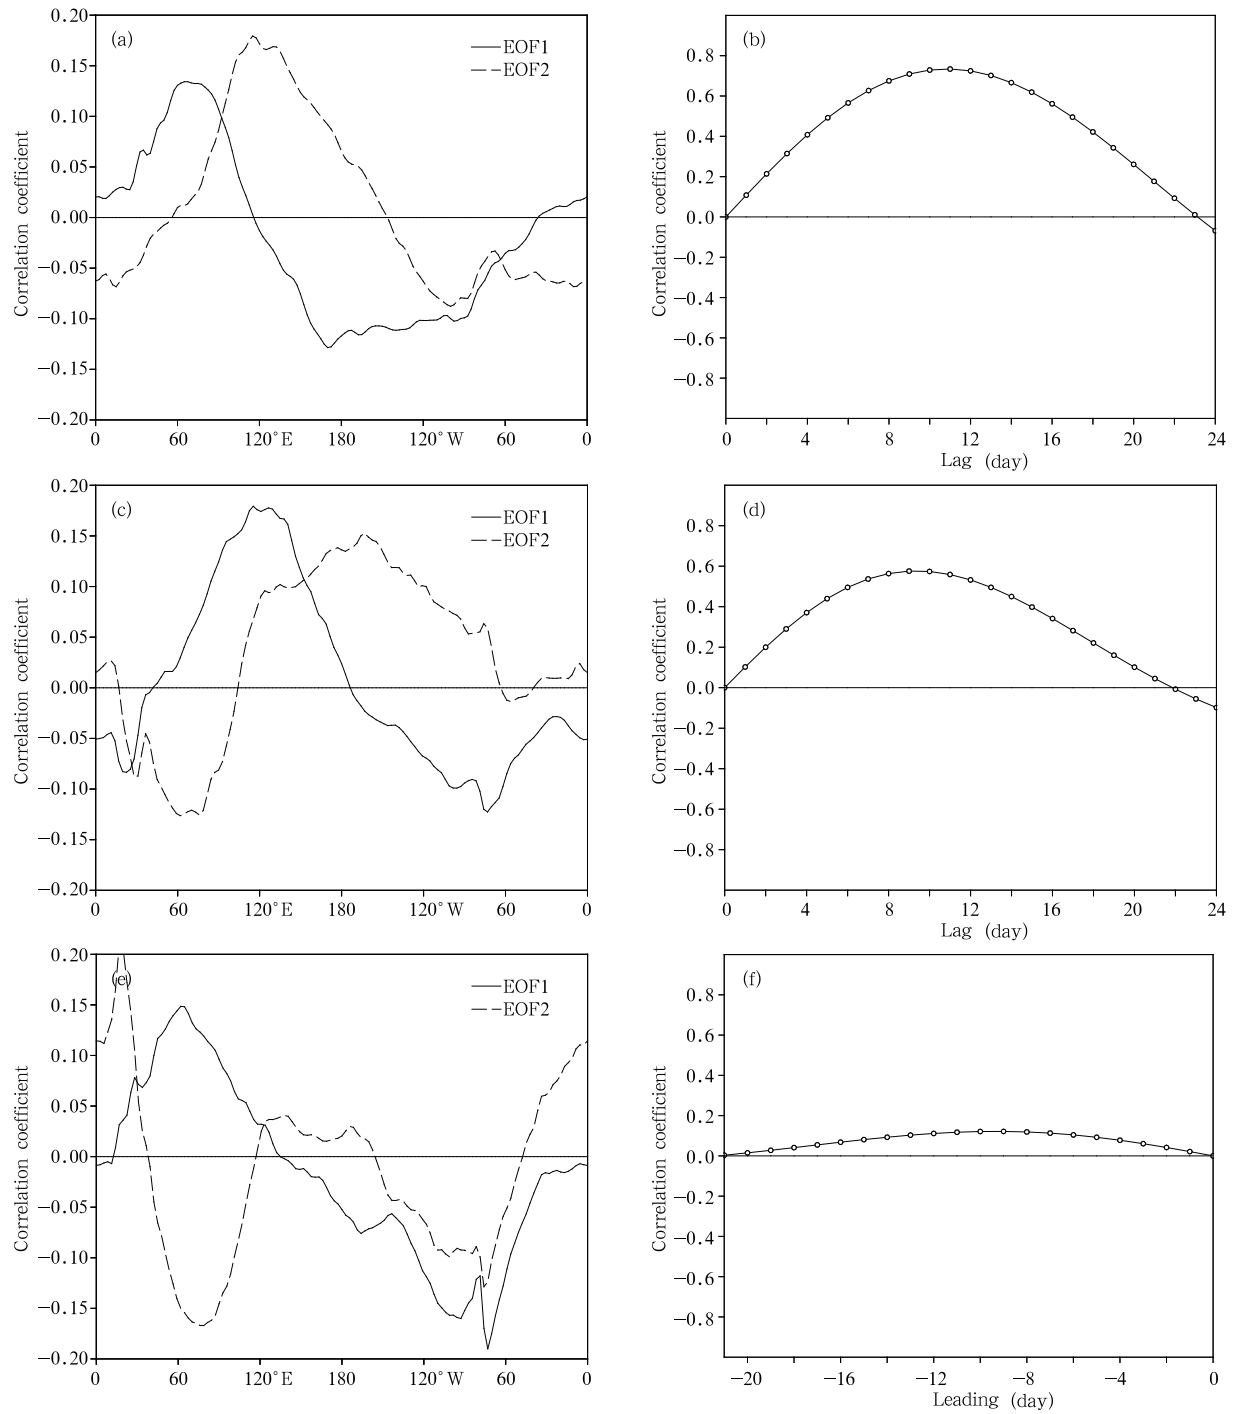 (a)
EOF1
EOF2
Correlation coefficient
0.20
0.15
0.10
0.05
0.00
−0.05
−0.10
−0.15
−0.20
0 60 120°E 180 120°W 60 0
(b)
Correlation coefficient
0.8
0.6
0.4
0.2
0.0
−0.2
−0.4
−0.6
−0.8
0 4 8 12 16 20 24
Lag (day)
(c)
EOF1
EOF2
Correlation coefficient
0.20
0.15
0.10
0.05
0.00
−0.05
−0.10
−0.15
−0.20
0 60 120°E 180 120°W 60 0
(d)
Correlation coefficient
0.8
0.6
0.4
0.2
0.0
−0.2
−0.4
−0.6
−0.8
0 4 8 12 16 20 24
Lag (day)
(e)
EOF1
EOF2
Correlation coefficient
0.20
0.15
0.10
0.05
0.00
−0.05
−0.10
−0.15
−0.20
0 60 120°E 180 120°W 60 0
(f)
Correlation coefficient
0.8
0.6
0.4
0.2
0.0
−0.2
−0.4
−0.6
−0.8
−20 −16 −12 −8 −4 0
Leading (day)